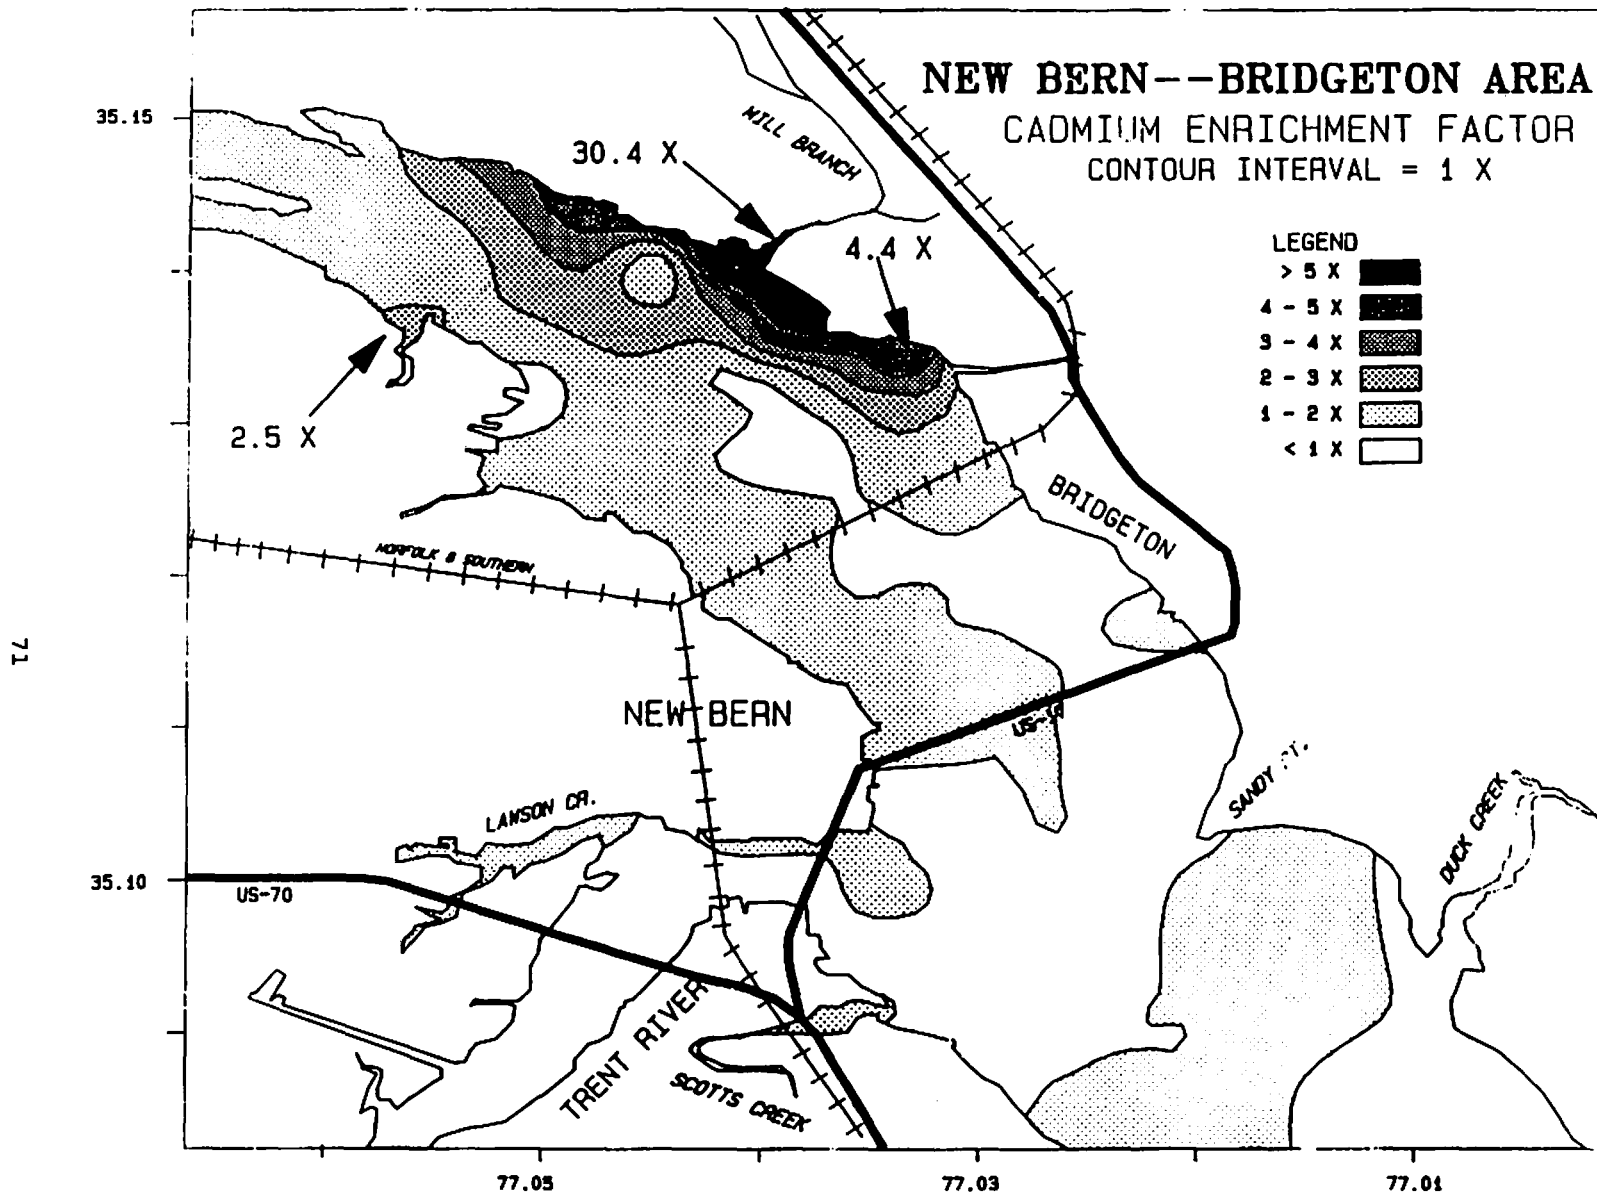 NEW BERN--BRIDGETON AREA
CADMIUM ENRICHMENT FACTOR
CONTOUR INTERVAL = 1 X
35.15
MILL BRANCH
30.4 X
4.4 X
LEGEND
> 5 X
4 - 5 X
3 - 4 X
2 - 3 X
1 - 2 X
< 1 X
2.5 X
BRIDGETON
NORFOLK & SOUTHERN
71
NEW BERN
SANDY PT.
DUCK CREEK
LAWSON CR.
35.10
US-70
TRENT RIVER
SCOTTS CREEK
77.05
77.03
77.01